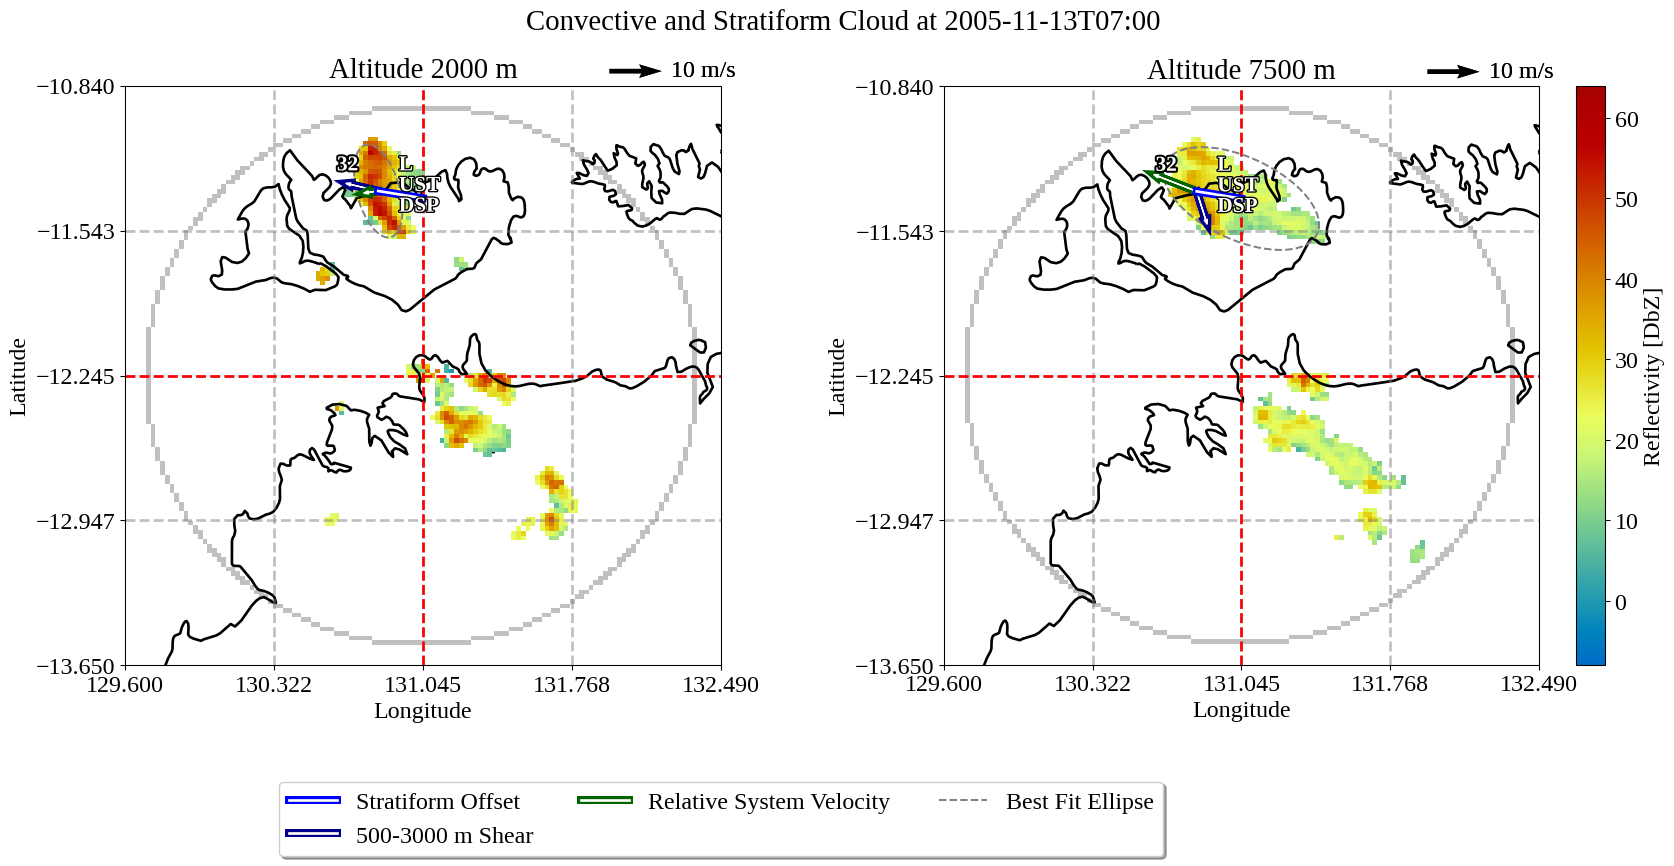 Convective and Stratiform Cloud at 2005-11-13T07:00
Altitude 2000 m
10 m/s
−10.840
−11.543
−12.245
−12.947
−13.650
Latitude
32
L
UST
DSP
129.600
130.322
131.045
131.768
132.490
Longitude
Altitude 7500 m
10 m/s
−10.840
−11.543
−12.245
−12.947
−13.650
Latitude
32
L
UST
DSP
129.600
130.322
131.045
131.768
132.490
Longitude
60
50
40
30
20
10
0
Reflectivity [DbZ]
Stratiform Offset
Relative System Velocity
Best Fit Ellipse
500-3000 m Shear